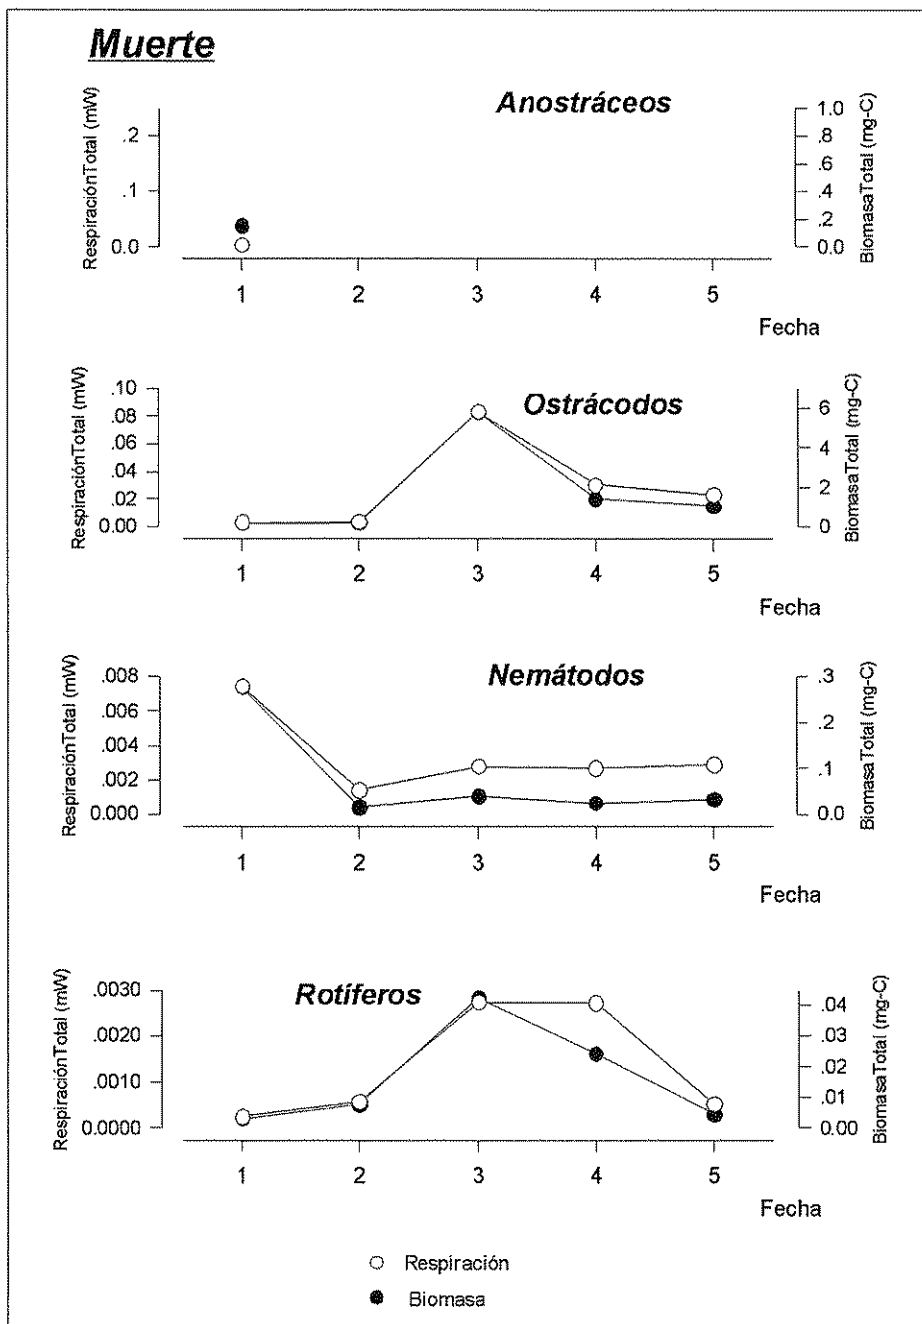 Muerte
Anostráceos
RespiraciónTotal (mW)
.2
.1
0.0
1.0
.8
.6
.4
.2
0.0
BiomasaTotal (mg-C)
1 2 3 4 5
Fecha
Ostrácodos
RespiraciónTotal (mW)
.10
.08
.06
.04
.02
0.00
6
4
2
0
BiomasaTotal (mg-C)
1 2 3 4 5
Fecha
Nemátodos
RespiraciónTotal (mW)
.008
.006
.004
.002
0.000
.3
.2
.1
0.0
BiomasaTotal (mg-C)
1 2 3 4 5
Fecha
Rotíferos
RespiraciónTotal (mW)
.0030
.0020
.0010
0.0000
.04
.03
.02
.01
0.00
BiomasaTotal (mg-C)
1 2 3 4 5
Fecha
Respiración
Biomasa